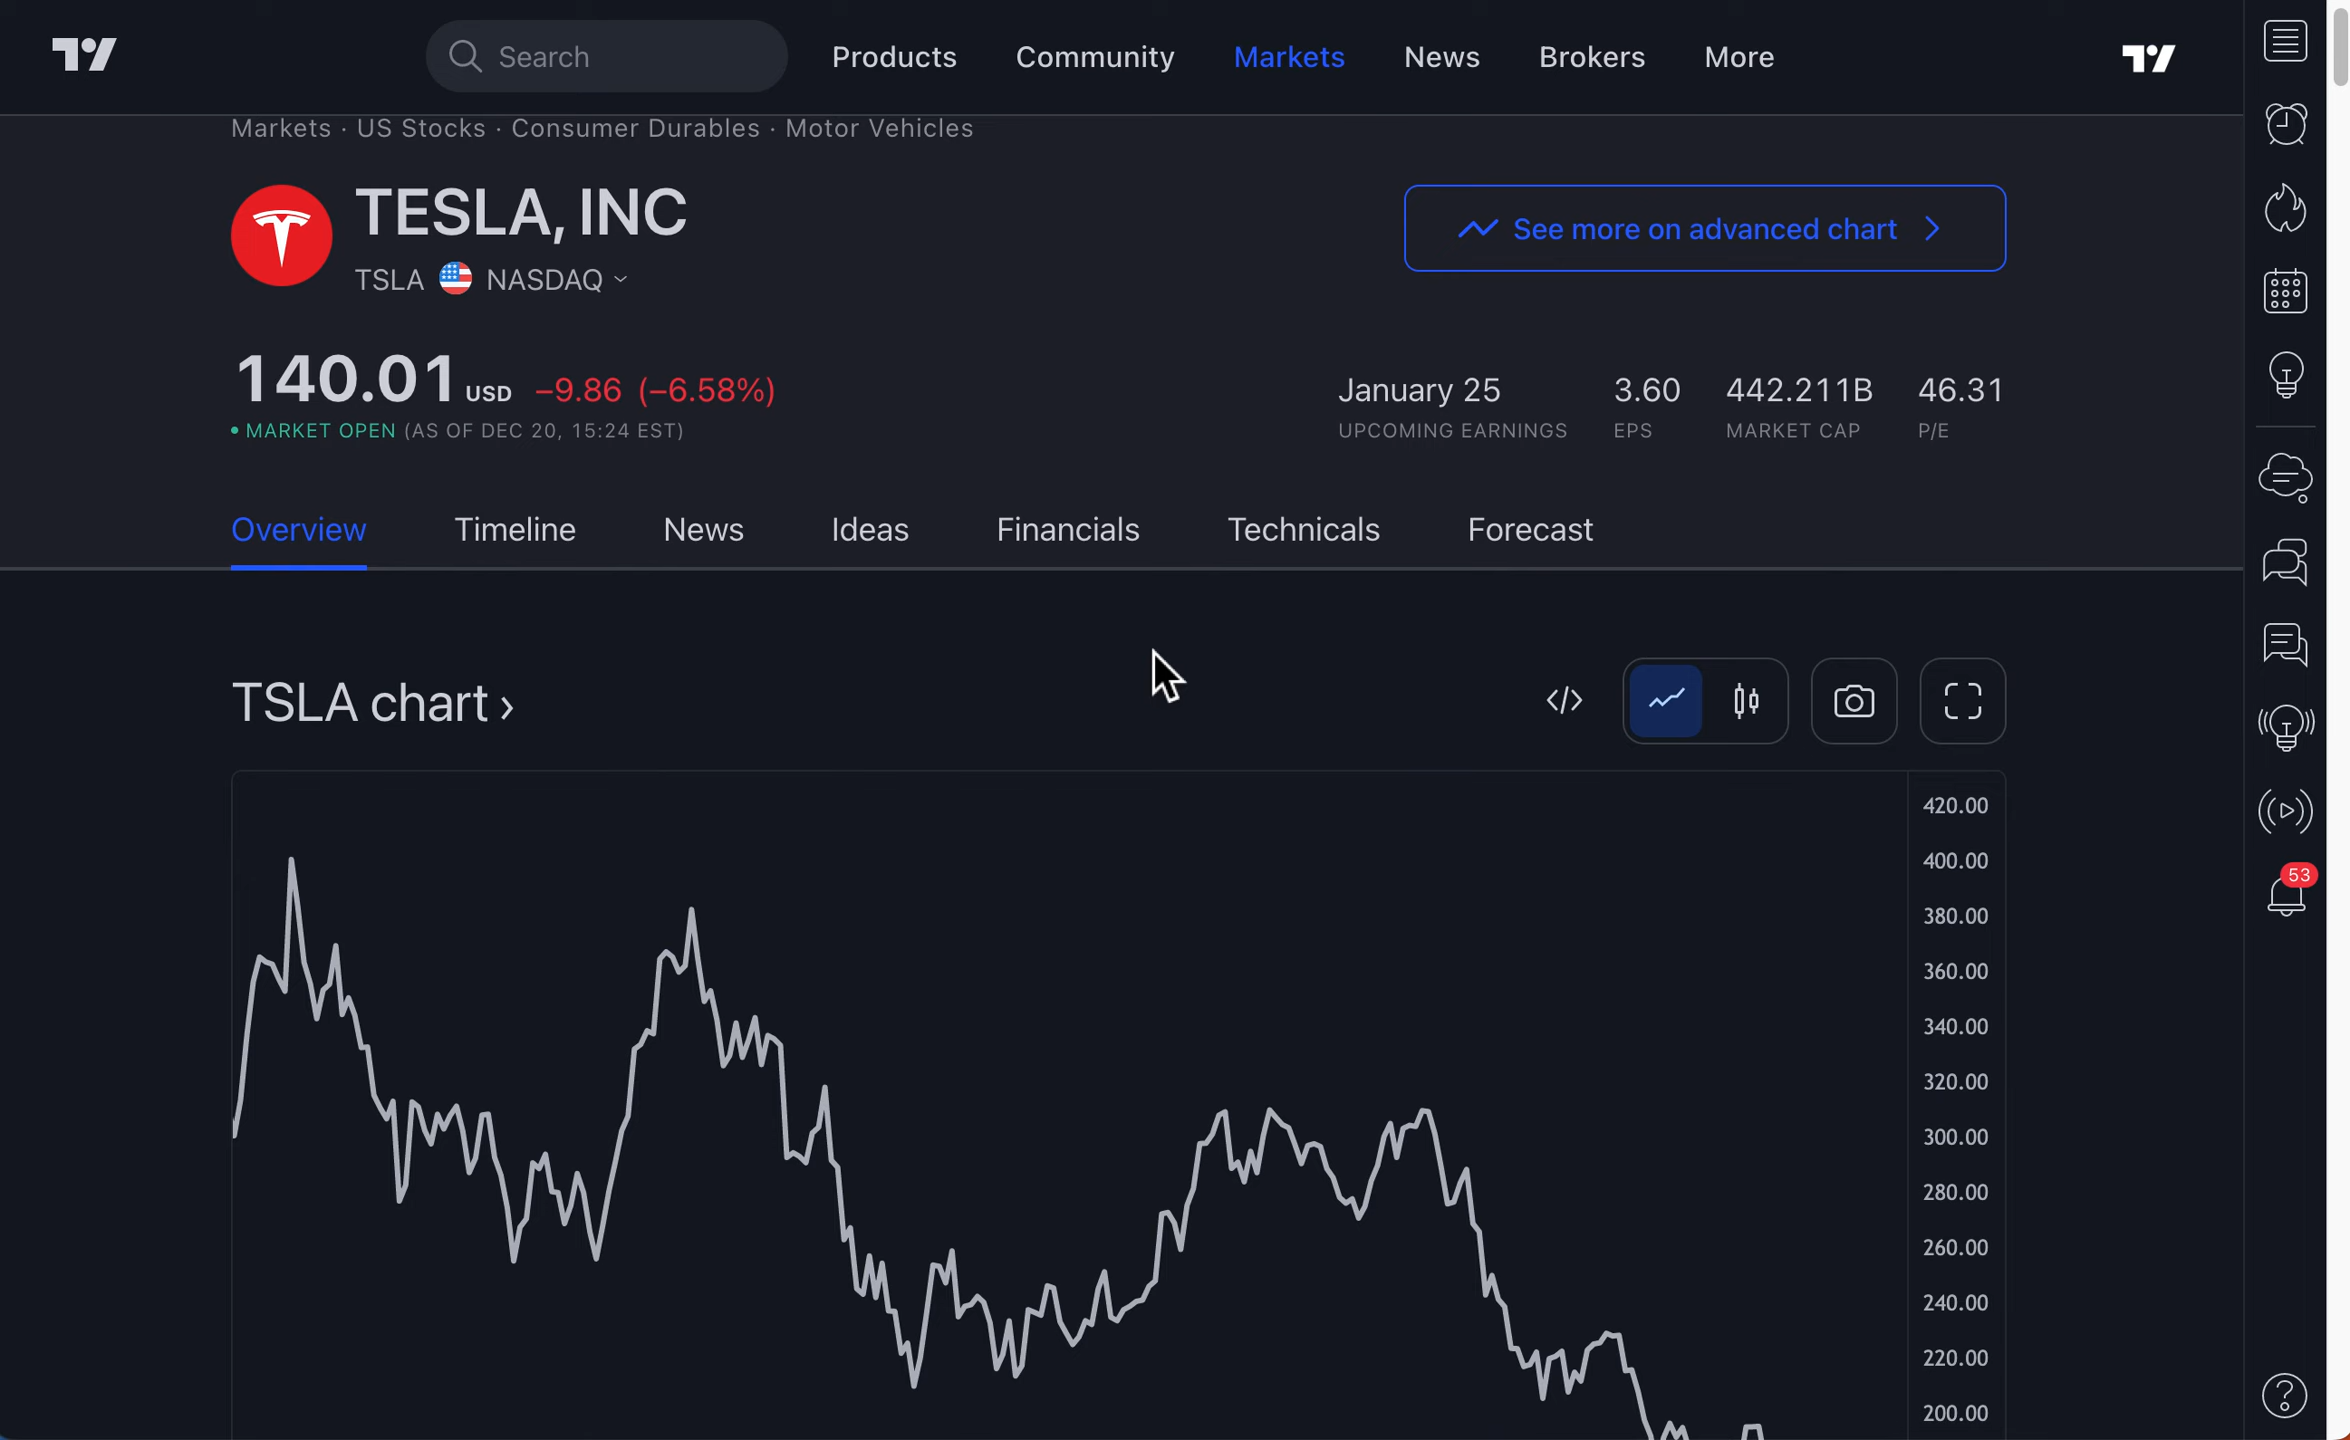 Search
Products Community Markets News Brokers More
Markets · US Stocks · Consumer Durables · Motor Vehicles
TESLA, INC
TSLA NASDAQ
See more on advanced chart
140.01 USD −9.86 (−6.58%)
MARKET OPEN (AS OF DEC 20, 15:24 EST)
January 25 3.60 442.211B 46.31
UPCOMING EARNINGS EPS MARKET CAP P/E
Overview Timeline News Ideas Financials Technicals Forecast
TSLA chart ›
420.00
400.00
380.00
360.00
340.00
320.00
300.00
280.00
260.00
240.00
220.00
200.00
53